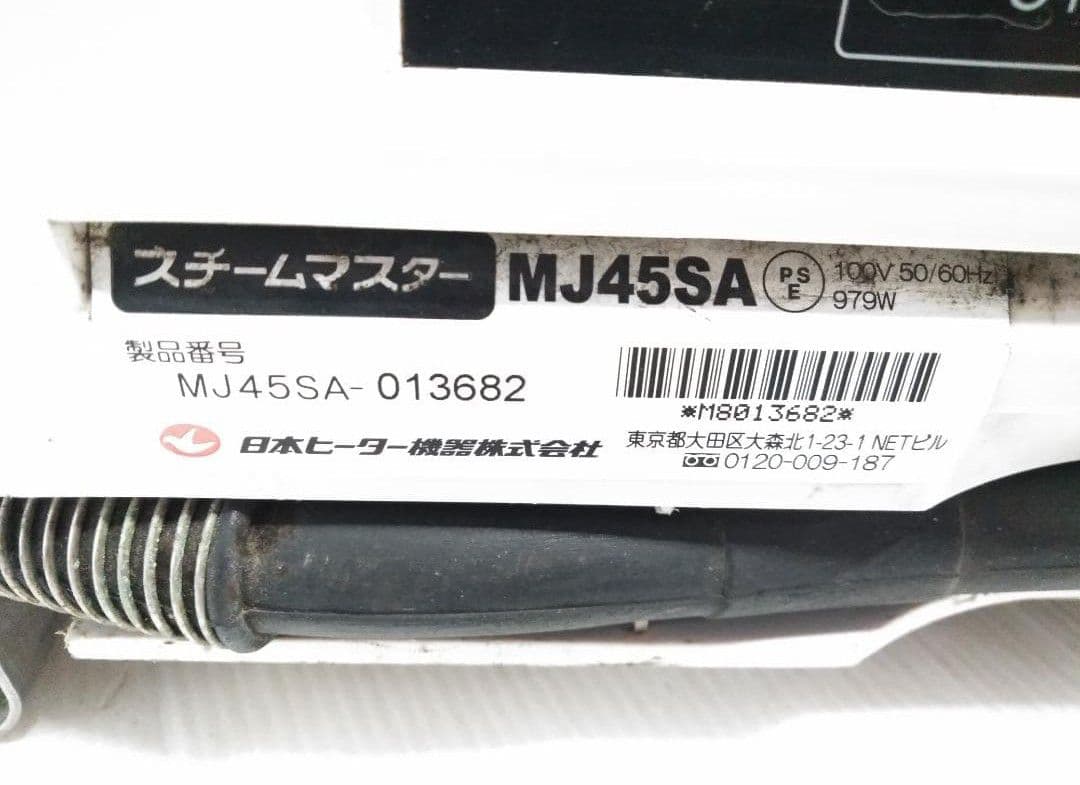 スチームマスター MJ45SA PSE 100V 50/60Hz
979W
製品番号
MJ45SA-013682
*M8013682*
日本ヒーター機器株式会社
東京都大田区大森北1-23-1 NETビル
0120-009-187